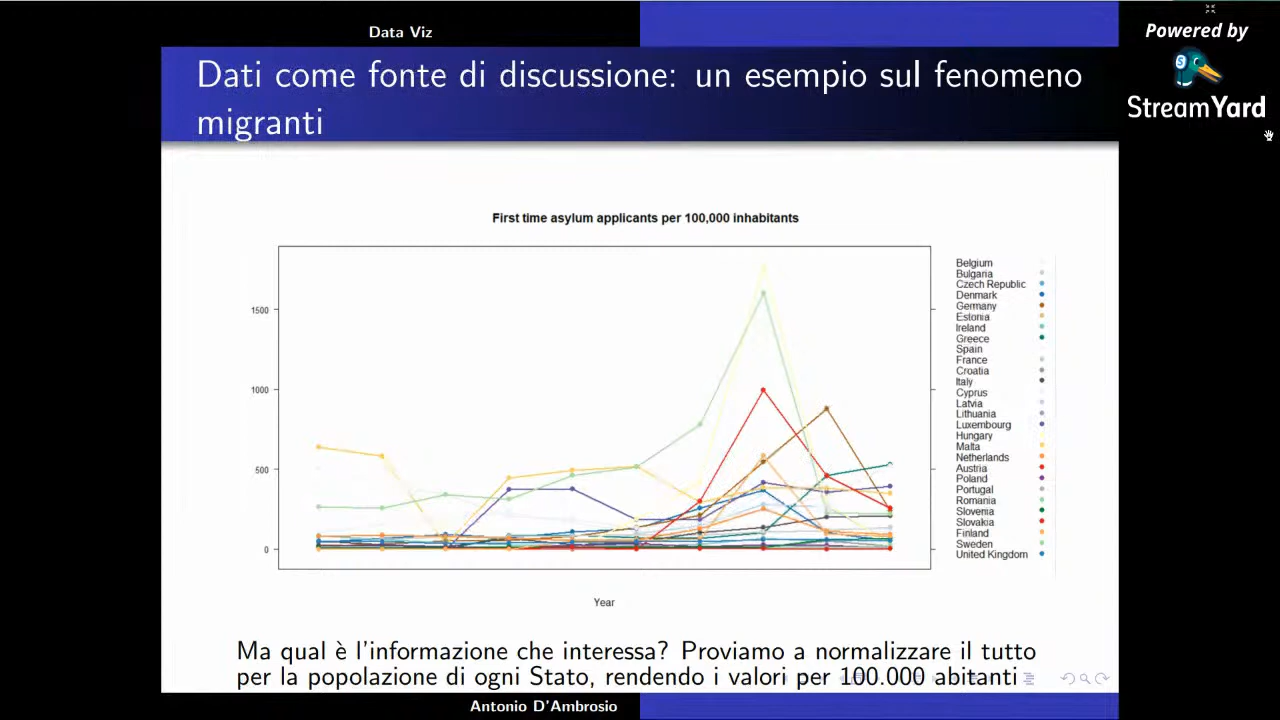 Data Viz
Powered by
StreamYard
Dati come fonte di discussione: un esempio sul fenomeno
migranti
First time asylum applicants per 100,000 inhabitants
1500
1000
500
0
Year
Belgium
Bulgaria
Czech Republic
Denmark
Germany
Estonia
Ireland
Greece
Spain
France
Croatia
Italy
Cyprus
Latvia
Lithuania
Luxembourg
Hungary
Malta
Netherlands
Austria
Poland
Portugal
Romania
Slovenia
Slovakia
Finland
Sweden
United Kingdom
Ma qual è l'informazione che interessa? Proviamo a normalizzare il tutto
per la popolazione di ogni Stato, rendendo i valori per 100.000 abitanti
Antonio D'Ambrosio